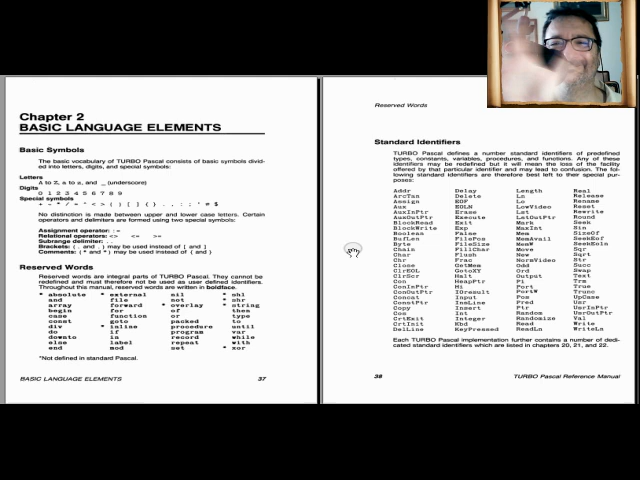 Chapter 2
BASIC LANGUAGE ELEMENTS
Basic Symbols
The basic vocabulary of TURBO Pascal consists of basic symbols divid-
ed into letters, digits, and special symbols:
Letters
A to Z, a to z, and _ (underscore)
Digits
0 1 2 3 4 5 6 7 8 9
Special symbols
No distinction is made between upper and lower case letters. Certain
operators and delimiters are formed using two special symbols:
Assignment operator: :=
Relational operators: <> <= >=
Subrange delimiter: ..
Brackets: (. and .) may be used instead of [ and ]
Comments: (* and *) may be used instead of { and }
Reserved Words
Reserved words are integral parts of TURBO Pascal. They cannot be
redefined and must therefore not be used as user defined identifiers.
Throughout this manual, reserved words are written in boldface.
* absolute * external nil * shl
and file not * shr
array forward * overlay * string
begin for of then
case function or type
const goto packed to
div * inline procedure until
do if program var
downto in record while
else label repeat with
end mod set * xor
*Not defined in standard Pascal.
BASIC LANGUAGE ELEMENTS 37
Reserved Words
Standard Identifiers
TURBO Pascal defines a number standard identifiers of predefined
types, constants, variables, procedures, and functions. Any of these
identifiers may be redefined but it will mean the loss of the facility
offered by that particular identifier and may lead to confusion. The fol-
lowing standard identifiers are therefore best left to their special pur-
poses:
Addr Delay Length Real
ArcTan Delete Ln Release
Assign EOF Lo Rename
Aux EOLN LowVideo Reset
AuxInPtr Erase Lst Rewrite
AuxOutPtr Execute LstOutPtr Round
BlockRead Exit Mark Seek
BlockWrite Exp MaxInt Sin
Boolean False Mem SizeOf
BufLen FilePos MemAvail SeekEof
Byte FileSize Move SeekEoln
Chain FillChar New Sqr
Char Flush NormVideo Sqrt
Chr Frac Odd Str
Close GetMem Ord Succ
ClrEOL GotoXY Output Swap
ClrScr Halt Pi Text
Con HeapPtr Port Trm
ConInPtr Hi Pos True
ConOutPtr IOresult Pred Trunc
Concat Input Ptr UpCase
ConstPtr InsLine Random Usr
Copy Insert Randomize UsrInPtr
Cos Int Read UsrOutPtr
CrtExit Integer ReadLn Val
CrtInit Kbd Write
DelLine KeyPressed WriteLn
Each TURBO Pascal implementation further contains a number of dedi-
cated standard identifiers which are listed in chapters 20, 21, and 22.
38 TURBO Pascal Reference Manual